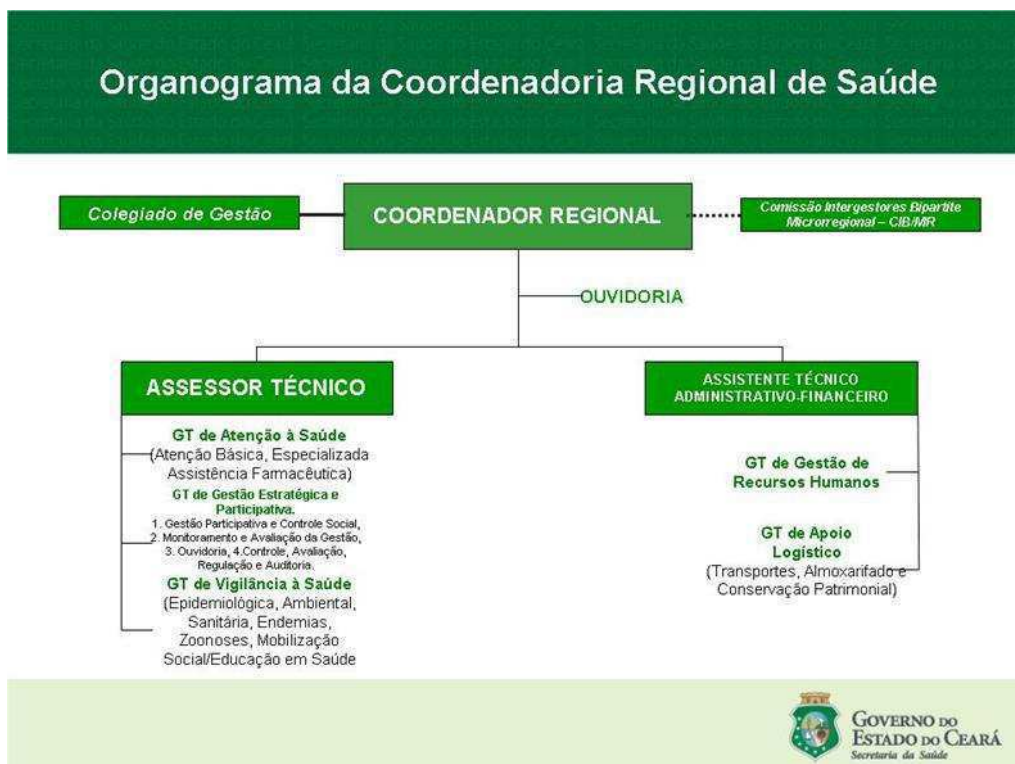 Organograma da Coordenadoria Regional de Saúde
Colegiado de Gestão
COORDENADOR REGIONAL
Comissão Intergestores Bipartite
Microrregional – CIB/MR
OUVIDORIA
ASSESSOR TÉCNICO
GT de Atenção à Saúde
(Atenção Básica, Especializada
Assistência Farmacêutica)
GT de Gestão Estratégica e
Participativa.
1. Gestão Participativa e Controle Social,
2. Monitoramento e Avaliação da Gestão,
3. Ouvidoria, 4.Controle, Avaliação,
Regulação e Auditoria.
GT de Vigilância à Saúde
(Epidemiológica, Ambiental,
Sanitária, Endemias,
Zoonoses, Mobilização
Social/Educação em Saúde
ASSISTENTE TÉCNICO
ADMINISTRATIVO-FINANCEIRO
GT de Gestão de
Recursos Humanos
GT de Apoio
Logístico
(Transportes, Almoxarifado e
Conservação Patrimonial)
GOVERNO DO
ESTADO DO CEARÁ
Secretaria da Saúde